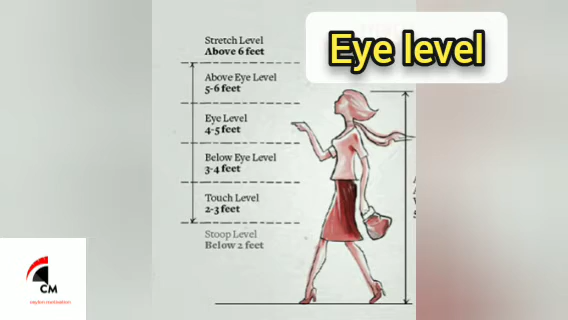 Eye level
Stretch Level
Above 6 feet
Above Eye Level
5-6 feet
Eye Level
4-5 feet
Below Eye Level
3-4 feet
Touch Level
2-3 feet
Stoop Level
Below 2 feet
CM